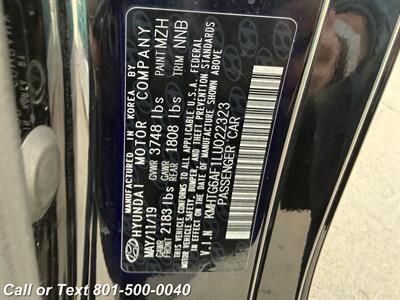 MANUFACTURED IN KOREA BY
HYUNDAI MOTOR COMPANY
MAY/11/19 GVWR 3748 lbs PAINT MZH
GAWR FRONT 2183 lbs GAWR REAR 1808 lbs TRIM NNB
THIS VEHICLE CONFORMS TO ALL APPLICABLE U.S.A. FEDERAL
MOTOR VEHICLE SAFETY, BUMPER, AND THEFT PREVENTION STANDARDS
IN EFFECT ON THE DATE OF MANUFACTURE SHOWN ABOVE
V.I.N KMHTG6AF1LU022323
PASSENGER CAR
Call or Text 801-500-0040